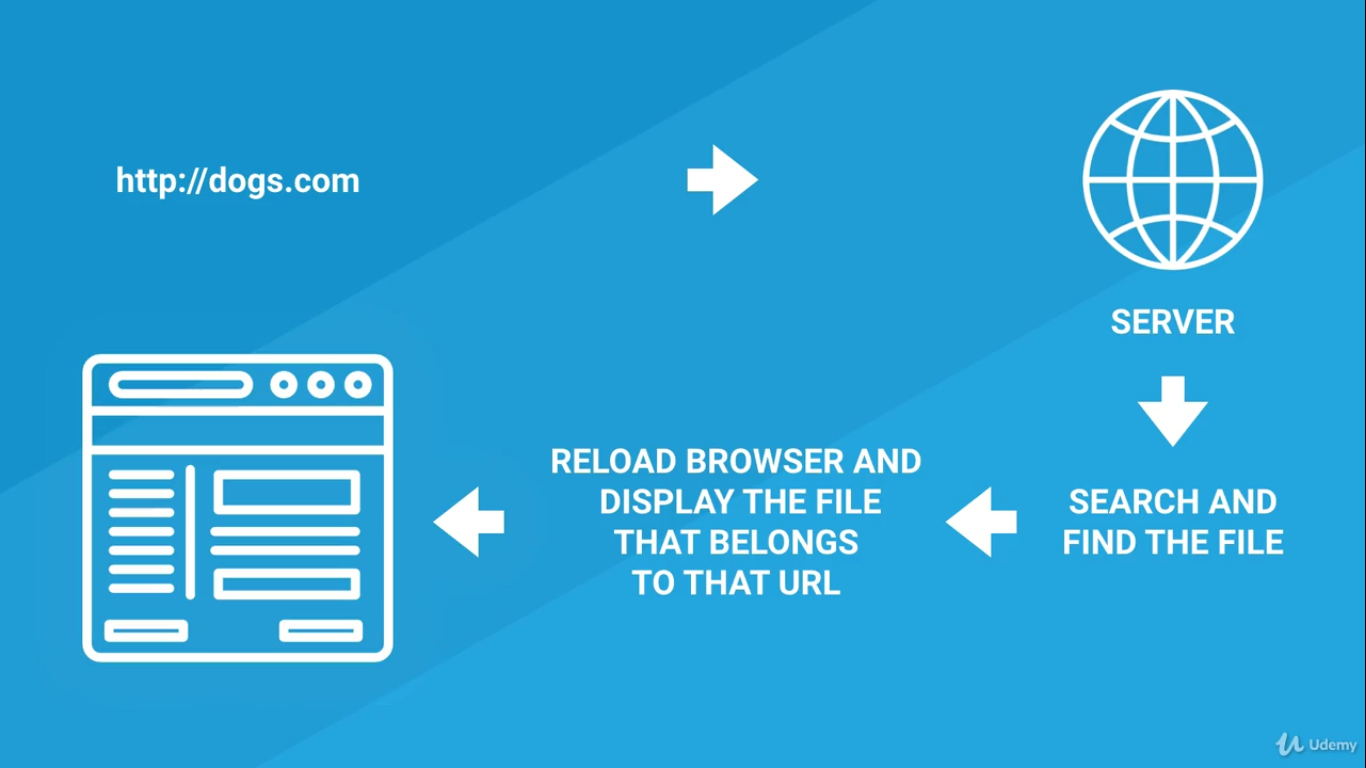 http://dogs.com
SERVER
SEARCH AND
FIND THE FILE
RELOAD BROWSER AND
DISPLAY THE FILE
THAT BELONGS
TO THAT URL
Udemy